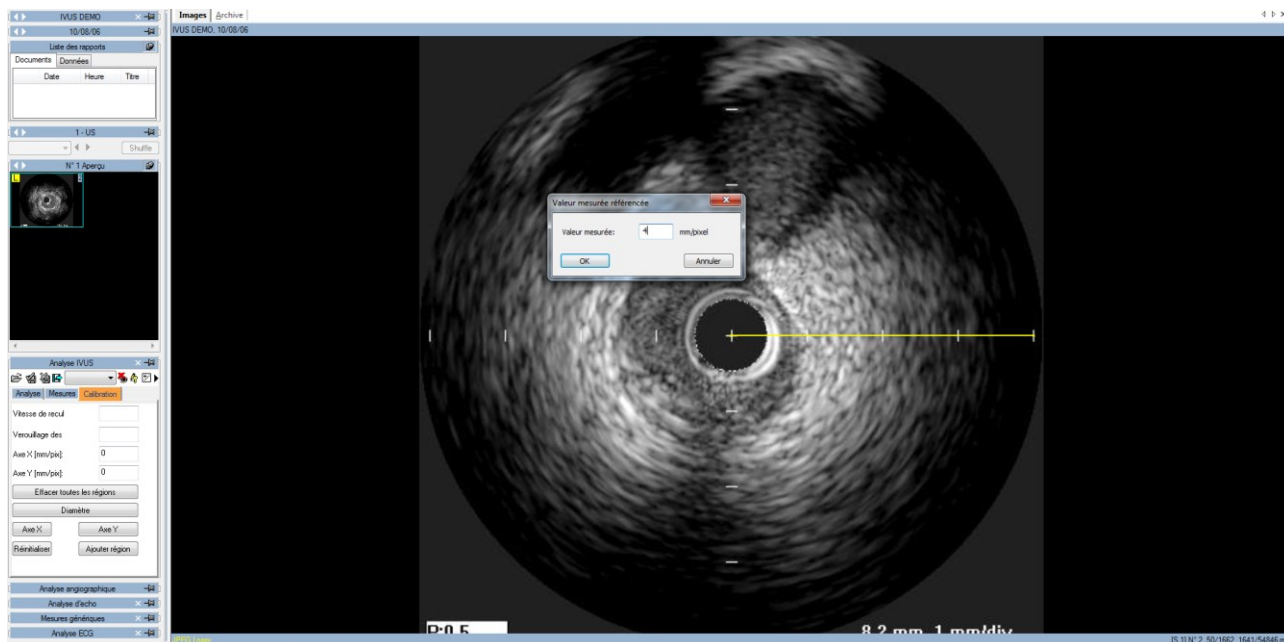 IVUS DEMO
10/08/06
Liste des rapports
Documents Données
Date Heure Titre
1 - US
Shuffle
N° 1 Aperçu
L
Analyse IVUS
Analyse Mesures Calibration
Vitesse de recul
Verouillage des
Axe X [mm/pix]: 0
Axe Y [mm/pix]: 0
Effacer toutes les régions
Diamètre
Axe X Axe Y
Réinitialiser Ajouter région
Analyse angiographique
Analyse d'echo
Mesures génériques
Analyse ECG
Images Archive
IVUS DEMO, 10/08/06
Valeur mesurée référencée
Valeur mesurée: 4 mm/pixel
OK Annuler
P:0.5 8.2 mm 1 mm/div